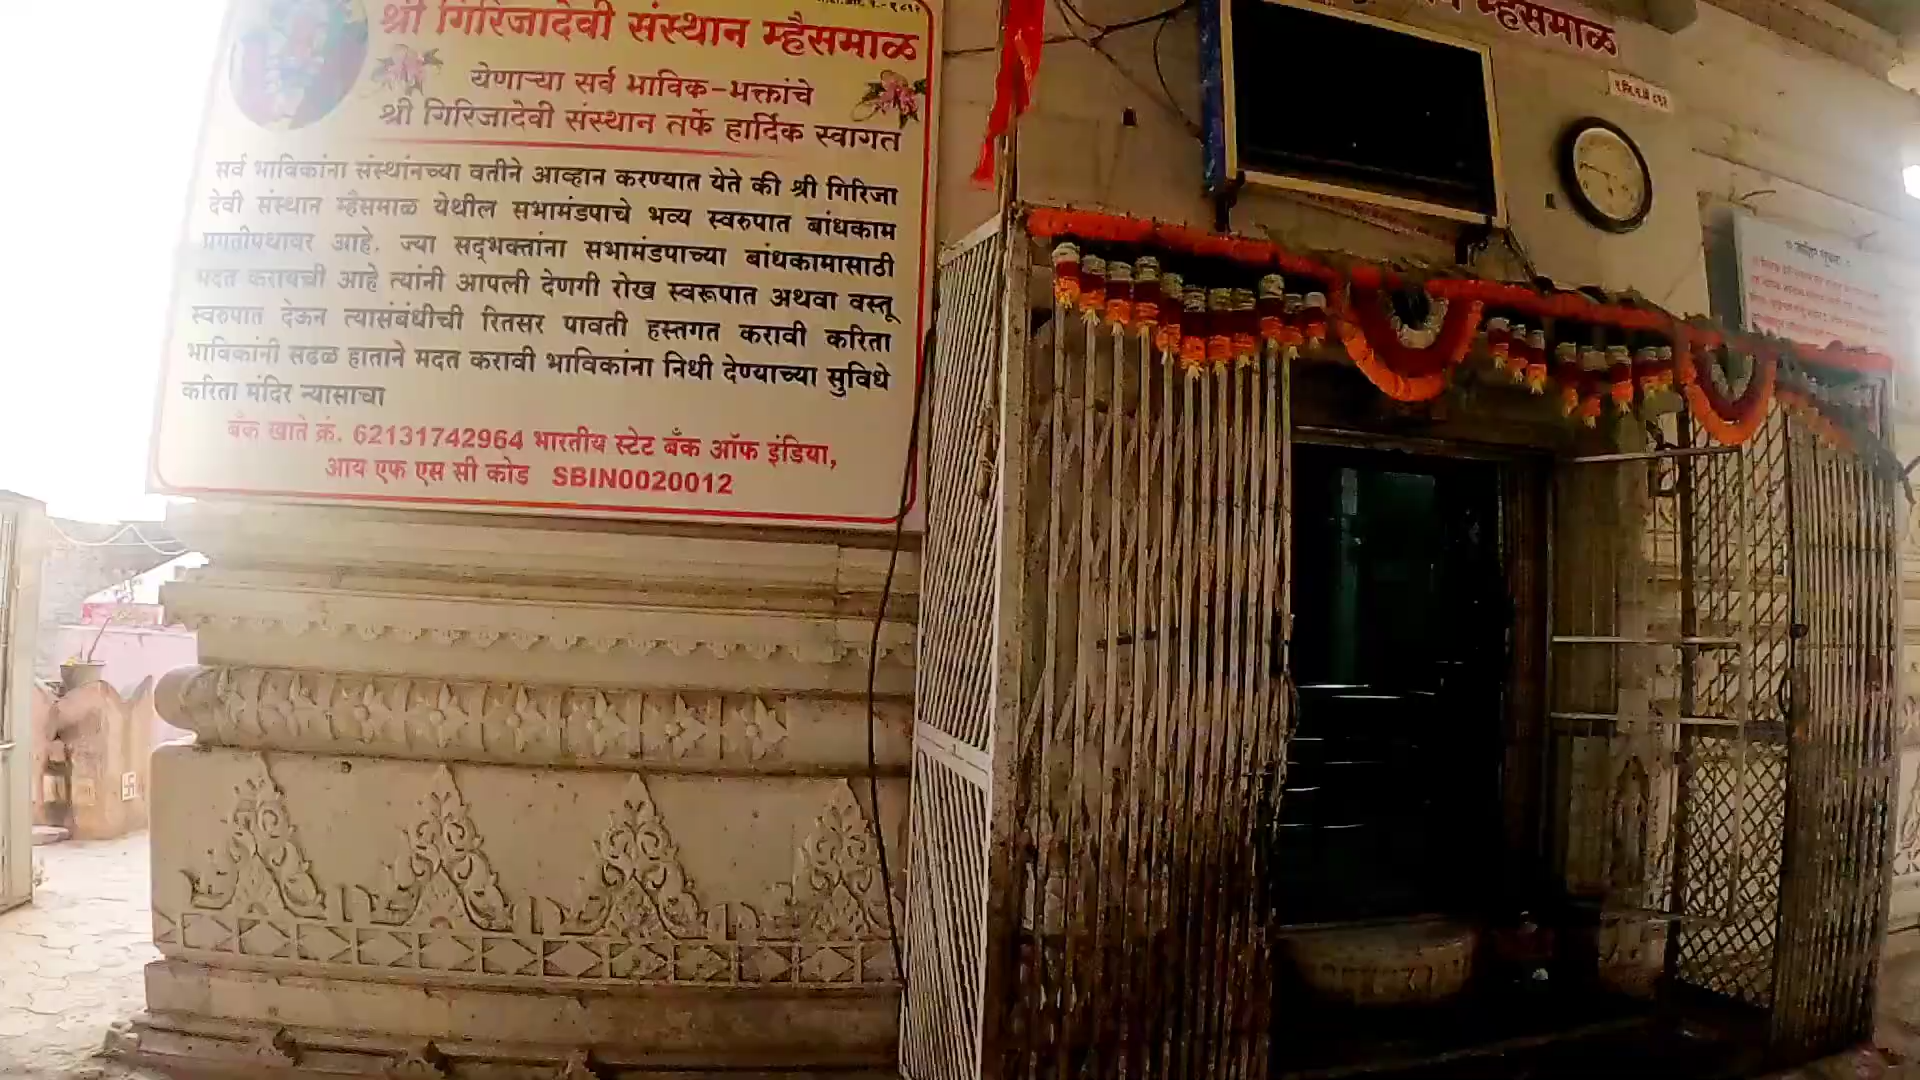 श्री गिरिजादेवी संस्थान म्हैसमाळ
येणाऱ्या सर्व भाविक-भक्तांचे
श्री गिरिजादेवी संस्थान तर्फे हार्दिक स्वागत
सर्व भाविकांना संस्थांनच्या वतीने आव्हान करण्यात येते की श्री गिरिजा
देवी संस्थान म्हैसमाळ येथील सभामंडपाचे भव्य स्वरुपात बांधकाम
प्रगतीपथावर आहे. ज्या सद्‌भक्तांना सभामंडपाच्या बांधकामासाठी
मदत करायची आहे त्यांनी आपली देणगी रोख स्वरूपात अथवा वस्तू
स्वरुपात देऊन त्यासंबंधीची रितसर पावती हस्तगत करावी करिता
भाविकांनी सढळ हाताने मदत करावी भाविकांना निधी देण्याच्या सुविधे
करिता मंदिर न्यासाचा
बँक खाते क्रं. 62131742964 भारतीय स्टेट बँक ऑफ इंडिया,
आय एफ एस सी कोड SBIN0020012
म्हैसमाळ